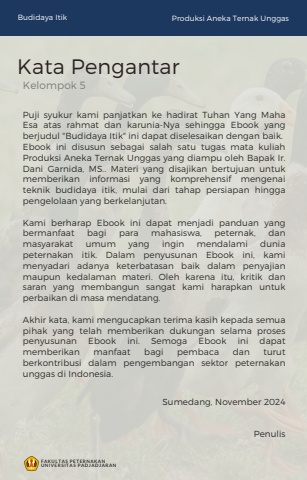 Budidaya Itik
Produksi Aneka Ternak Unggas
Kata Pengantar
Kelompok 5
Puji syukur kami panjatkan ke hadirat Tuhan Yang Maha
Esa atas rahmat dan karunia-Nya sehingga Ebook yang
berjudul "Budidaya Itik" ini dapat diselesaikan dengan baik.
Ebook ini disusun sebagai salah satu tugas mata kuliah
Produksi Aneka Ternak Unggas yang diampu oleh Bapak Ir.
Dani Garnida, MS.. Materi yang disajikan bertujuan untuk
memberikan informasi yang komprehensif mengenai
teknik budidaya itik, mulai dari tahap persiapan hingga
pengelolaan yang berkelanjutan.
Kami berharap Ebook ini dapat menjadi panduan yang
bermanfaat bagi para mahasiswa, peternak, dan
masyarakat umum yang ingin mendalami dunia
peternakan itik. Dalam penyusunan Ebook ini, kami
menyadari adanya keterbatasan baik dalam penyajian
maupun kedalaman materi. Oleh karena itu, kritik dan
saran yang membangun sangat kami harapkan untuk
perbaikan di masa mendatang.
Akhir kata, kami mengucapkan terima kasih kepada semua
pihak yang telah memberikan dukungan selama proses
penyusunan Ebook ini. Semoga Ebook ini dapat
memberikan manfaat bagi pembaca dan turut
berkontribusi dalam pengembangan sektor peternakan
unggas di Indonesia.
Sumedang, November 2024
Penulis
FAKULTAS PETERNAKAN
UNIVERSITAS PADJADJARAN